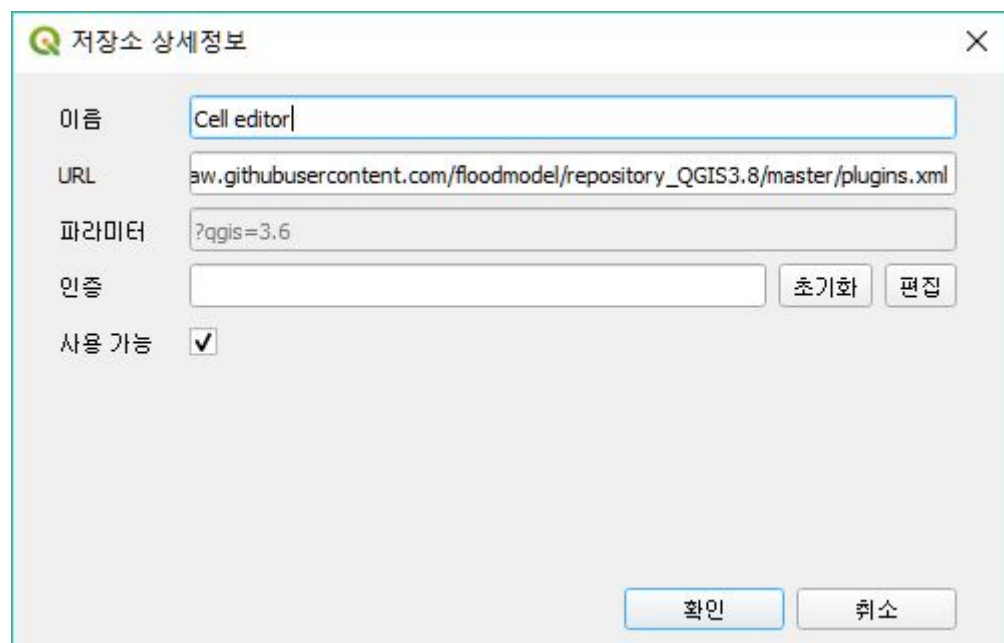 저장소 상세정보
이름 Cell editor
URL aw.githubusercontent.com/floodmodel/repository_QGIS3.8/master/plugins.xml
파라미터 ?qgis=3.6
인증 초기화 편집
사용 가능
확인 취소